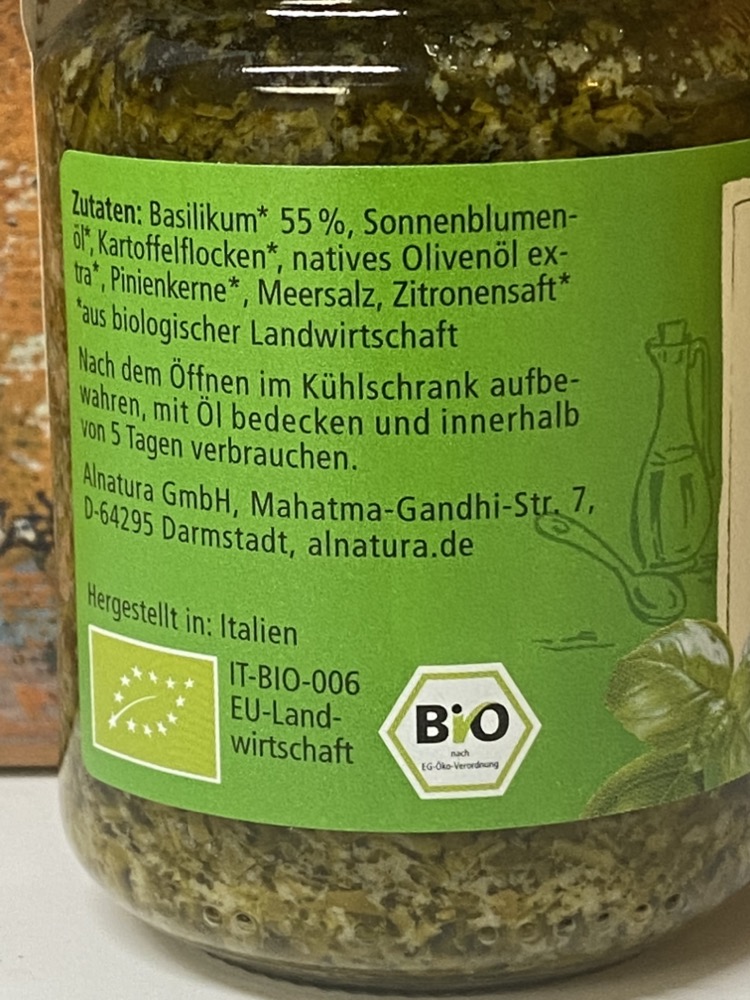 Zutaten: Basilikum* 55 %, Sonnenblumen-
öl*, Kartoffelflocken*, natives Olivenöl ex-
tra*, Pinienkerne*, Meersalz, Zitronensaft*
*aus biologischer Landwirtschaft
Nach dem Öffnen im Kühlschrank aufbe-
wahren, mit Öl bedecken und innerhalb
von 5 Tagen verbrauchen.
Alnatura GmbH, Mahatma-Gandhi-Str. 7,
D-64295 Darmstadt, alnatura.de
Hergestellt in: Italien
IT-BIO-006
EU-Land-
wirtschaft
BiO
nach
EG-Öko-Verordnung